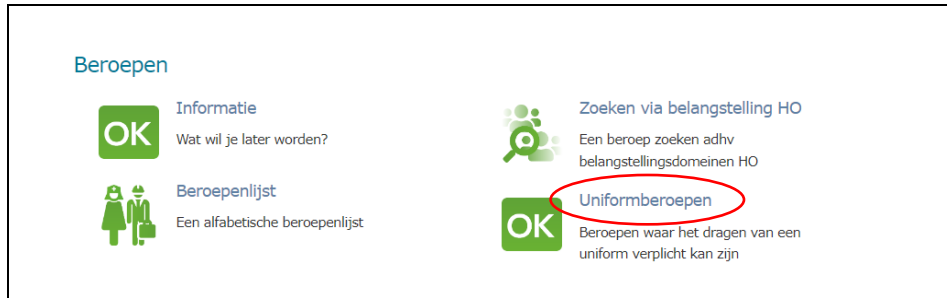 Beroepen
OK
Informatie
Wat wil je later worden?
Beroepenlijst
Een alfabetische beroepenlijst
Zoeken via belangstelling HO
Een beroep zoeken adhv
belangstellingsdomeinen HO
OK
Uniformberoepen
Beroepen waar het dragen van een
uniform verplicht kan zijn